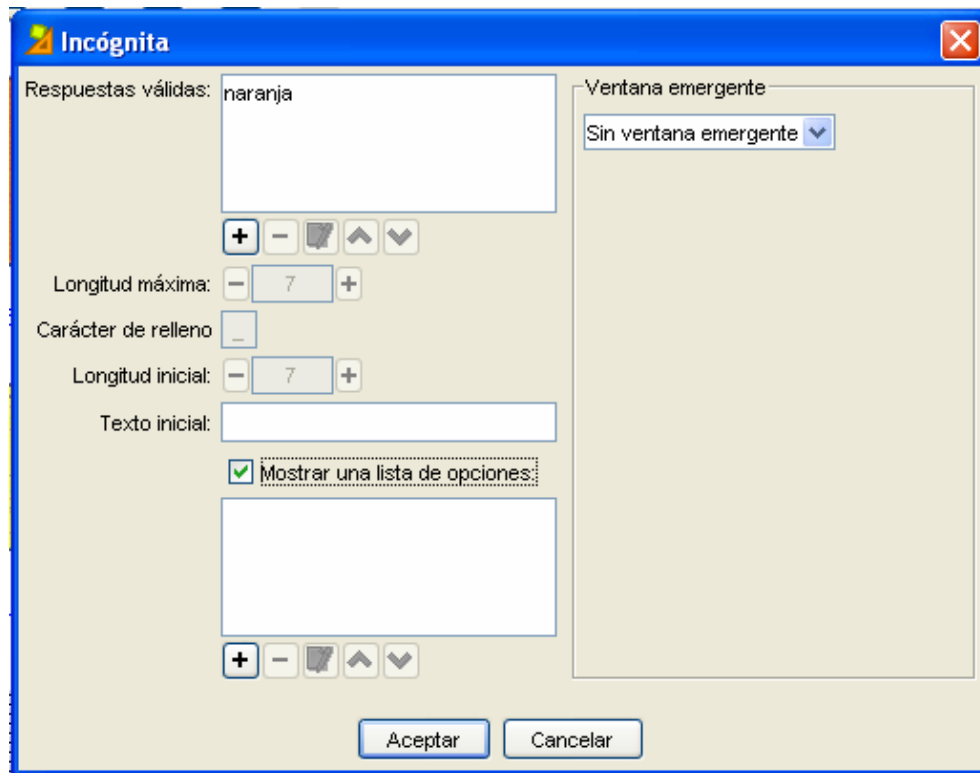 Incógnita
Respuestas válidas:
naranja
Ventana emergente
Sin ventana emergente
Longitud máxima:
7
Carácter de relleno
_
Longitud inicial:
7
Texto inicial:
Mostrar una lista de opciones:
Aceptar
Cancelar